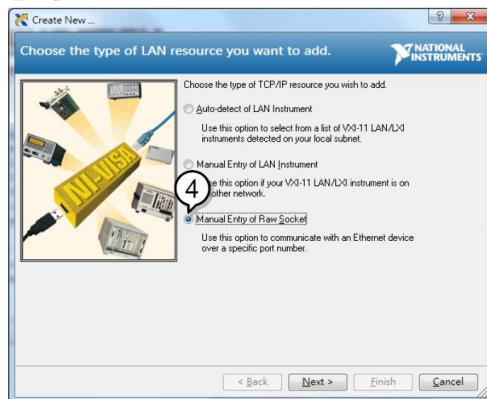 Create New ...
Choose the type of LAN resource you want to add.
NATIONAL
INSTRUMENTS
Choose the type of TCP/IP resource you wish to add.
Auto-detect of LAN Instrument
Use this option to select from a list of VXI-11 LAN/LXI
instruments detected on your local subnet.
Manual Entry of LAN Instrument
this option if your VXI-11 LAN/LXI instrument is on
other network.
4
Manual Entry of Raw Socket
Use this option to communicate with an Ethernet device
over a specific port number.
NI-VISA
< Back
Next >
Finish
Cancel